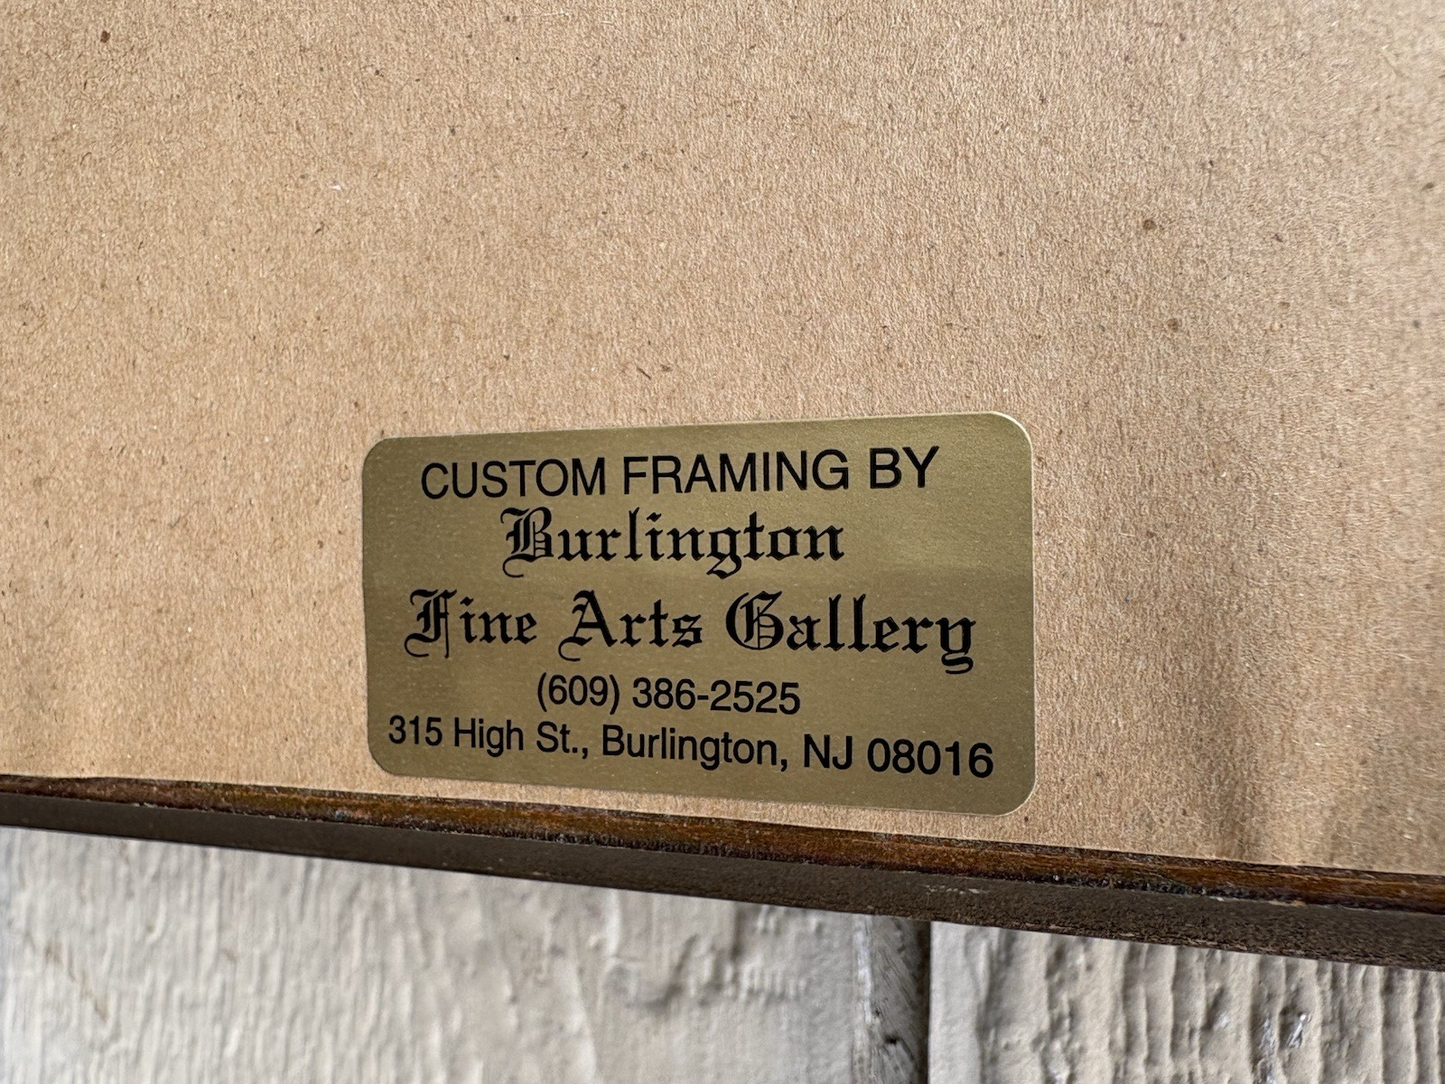 CUSTOM FRAMING BY
Burlington
Fine Arts Gallery
(609) 386-2525
315 High St., Burlington, NJ 08016